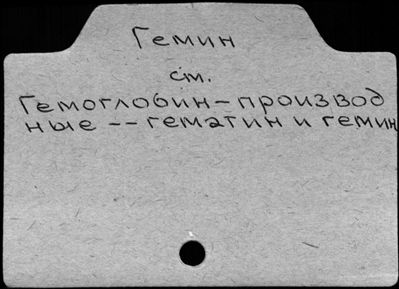 Гемин
см.
Гемоглобин - производ
ные -- гематин и гемин